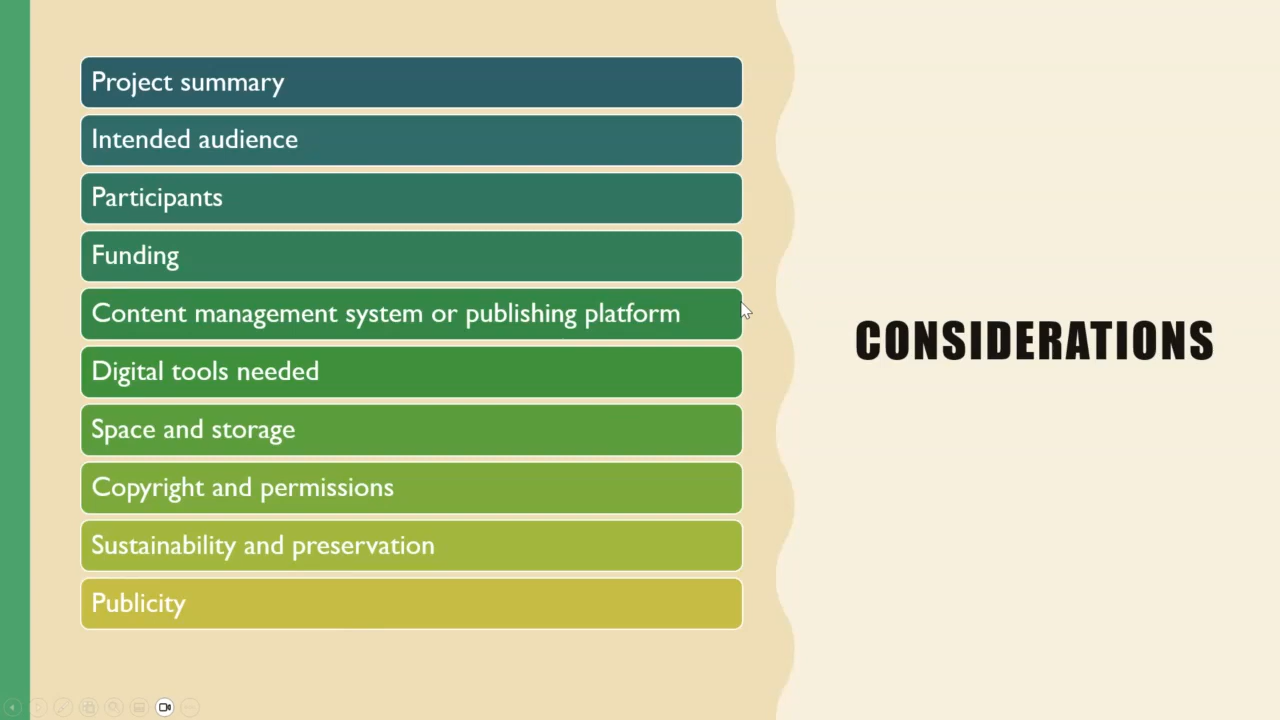 Project summary
Intended audience
Participants
Funding
Content management system or publishing platform
Digital tools needed
Space and storage
Copyright and permissions
Sustainability and preservation
Publicity
CONSIDERATIONS